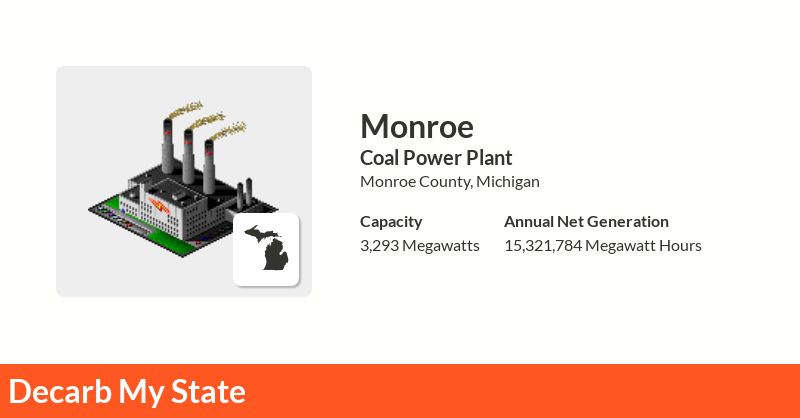 Monroe
Coal Power Plant
Monroe County, Michigan
Capacity
3,293 Megawatts
Annual Net Generation
15,321,784 Megawatt Hours
Decarb My State